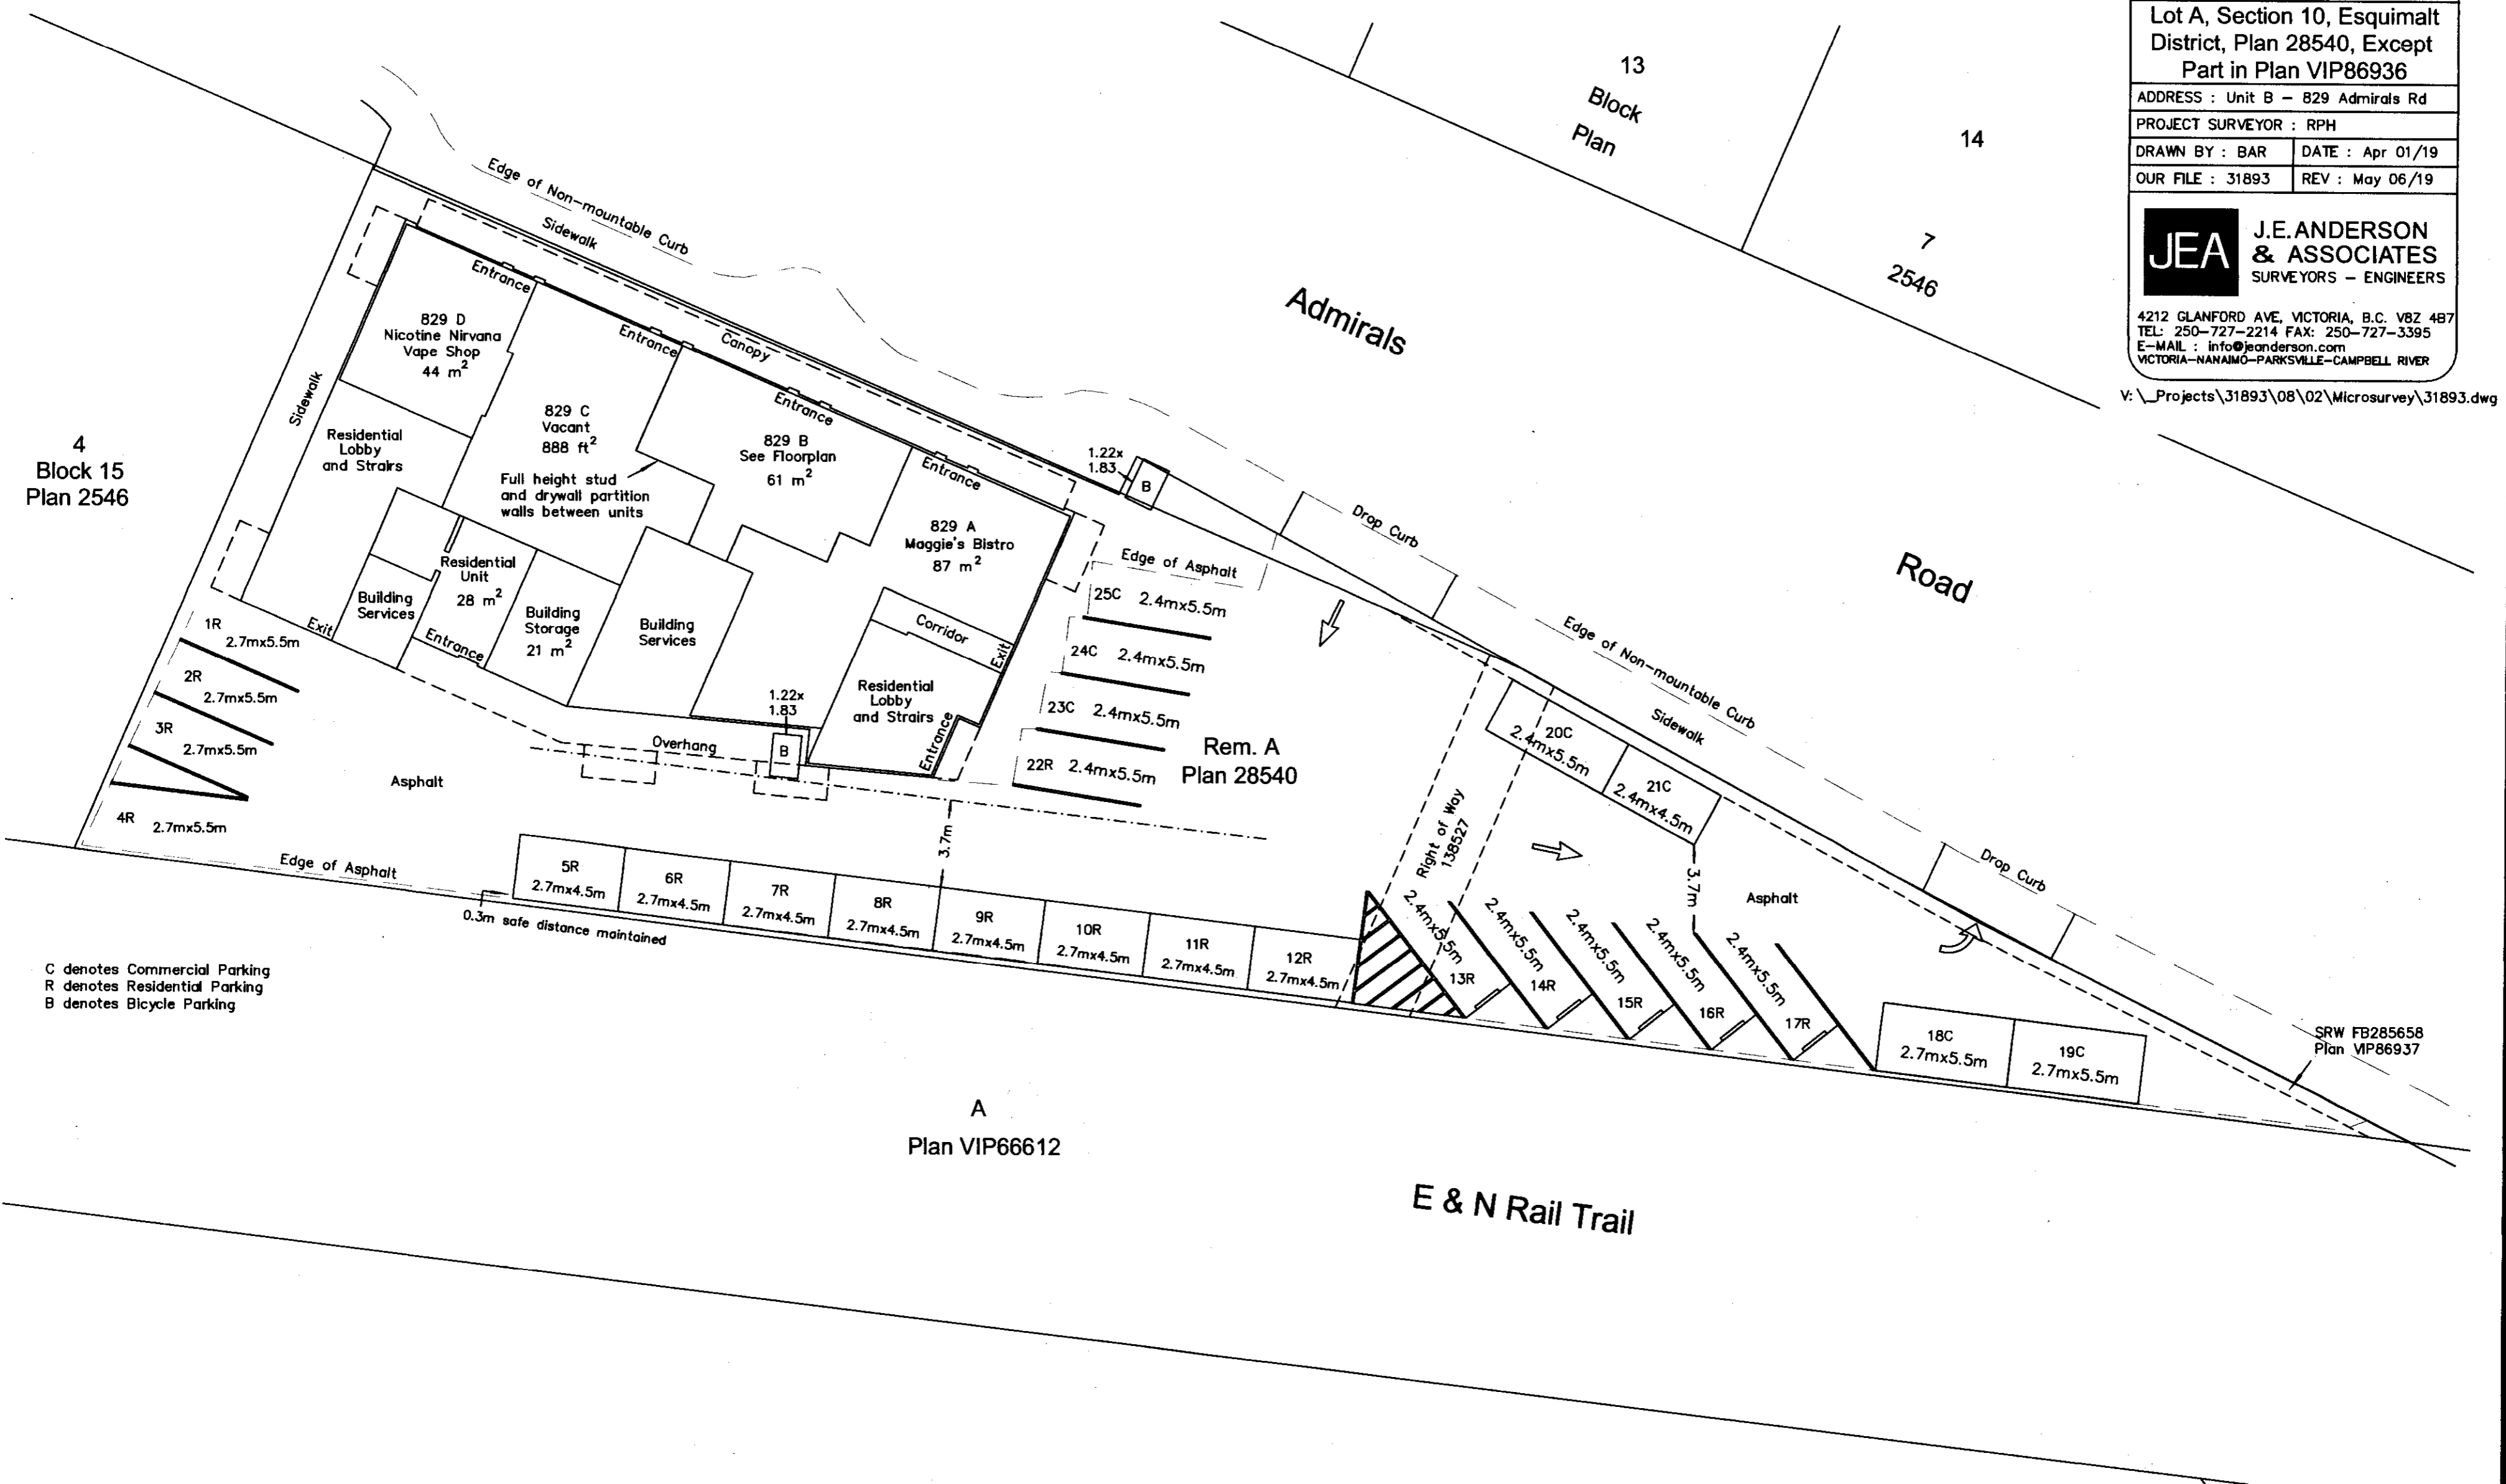 Lot A, Section 10, Esquimalt
District, Plan 28540, Except
Part in Plan VIP86936
ADDRESS : Unit B – 829 Admirals Rd
PROJECT SURVEYOR : RPH
DRAWN BY : BAR
DATE : Apr 01/19
OUR FILE : 31893
REV : May 06/19
JEA
J.E.ANDERSON
& ASSOCIATES
SURVEYORS – ENGINEERS
4212 GLANFORD AVE, VICTORIA, B.C. V8Z 4B7
TEL: 250–727–2214 FAX: 250–727–3395
E–MAIL : info@jeanderson.com
VICTORIA–NANAIMO–PARKSVILLE–CAMPBELL RIVER
V:\_Projects\31893\08\02\Microsurvey\31893.dwg
13
Block
Plan
14
7
2546
Admirals
Road
Edge of Non–mountable Curb
Sidewalk
Entrance
Entrance
Canopy
Entrance
Entrance
Sidewalk
829 D
Nicotine Nirvana
Vape Shop
44 m2
829 C
Vacant
888 ft2
Full height stud
and drywall partition
walls between units
829 B
See Floorplan
61 m2
829 A
Maggie's Bistro
87 m2
Residential
Lobby
and Strairs
4
Block 15
Plan 2546
1.22x
1.83
B
Drop Curb
Edge of Asphalt
25C 2.4mx5.5m
24C 2.4mx5.5m
23C 2.4mx5.5m
22R 2.4mx5.5m
Building
Services
Residential
Unit
28 m2
Building
Storage
21 m2
Building
Services
Corridor
Exit
Residential
Lobby
and Strairs
Entrance
Exit
Entrance
1.22x
1.83
B
Overhang
1R
2.7mx5.5m
2R
2.7mx5.5m
3R
2.7mx5.5m
4R 2.7mx5.5m
Asphalt
Edge of Asphalt
Rem. A
Plan 28540
3.7m
0.3m safe distance maintained
5R
2.7mx4.5m
6R
2.7mx4.5m
7R
2.7mx4.5m
8R
2.7mx4.5m
9R
2.7mx4.5m
10R
2.7mx4.5m
11R
2.7mx4.5m
12R
2.7mx4.5m
Right of Way
138527
Edge of Non–mountable Curb
Sidewalk
20C
2.4mx5.5m
21C
2.4mx4.5m
3.7m
Asphalt
Drop Curb
2.4mx5.5m
13R
2.4mx5.5m
14R
2.4mx5.5m
15R
2.4mx5.5m
16R
2.4mx5.5m
17R
18C
2.7mx5.5m
19C
2.7mx5.5m
SRW FB285658
Plan VIP86937
C denotes Commercial Parking
R denotes Residential Parking
B denotes Bicycle Parking
A
Plan VIP66612
E & N Rail Trail